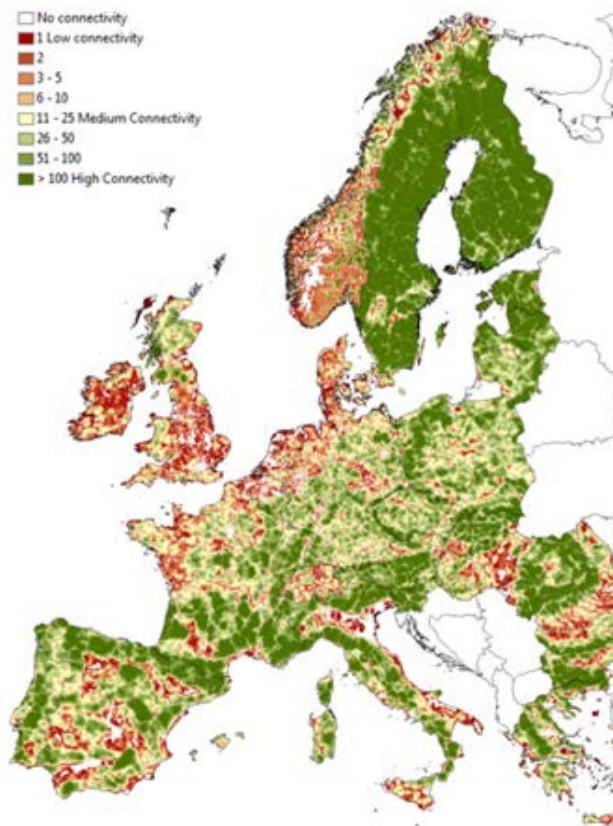 No connectivity
1 Low connectivity
2
3 - 5
6 - 10
11 - 25 Medium Connectivity
26 - 50
51 - 100
> 100 High Connectivity